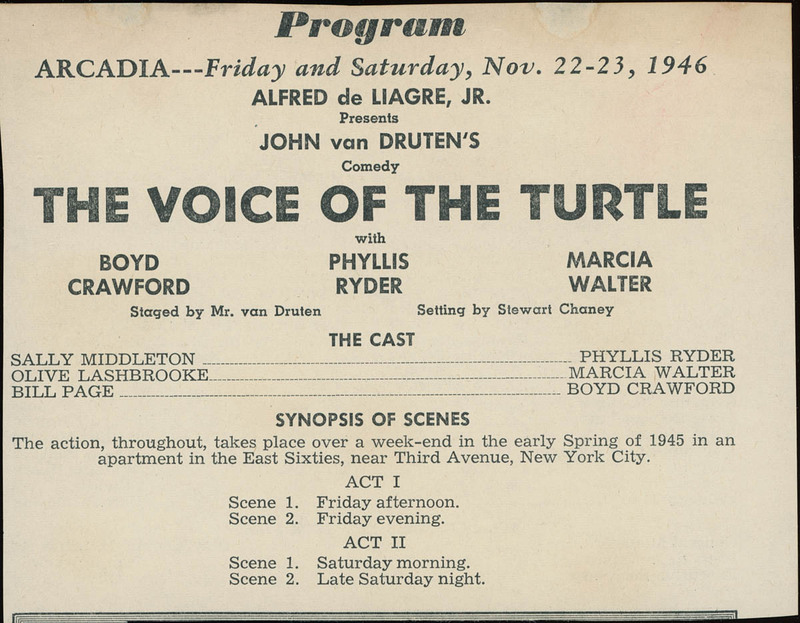 Program
ARCADIA---Friday and Saturday, Nov. 22-23, 1946
ALFRED de LIAGRE, JR.
Presents
JOHN van DRUTEN'S
Comedy
THE VOICE OF THE TURTLE
with
BOYD CRAWFORD
PHYLLIS RYDER
MARCIA WALTER
Staged by Mr. van Druten Setting by Stewart Chaney
THE CAST
SALLY MIDDLETON PHYLLIS RYDER
OLIVE LASHBROOKE MARCIA WALTER
BILL PAGE BOYD CRAWFORD
SYNOPSIS OF SCENES
The action, throughout, takes place over a week-end in the early Spring of 1945 in an
apartment in the East Sixties, near Third Avenue, New York City.
ACT I
Scene 1. Friday afternoon.
Scene 2. Friday evening.
ACT II
Scene 1. Saturday morning.
Scene 2. Late Saturday night.